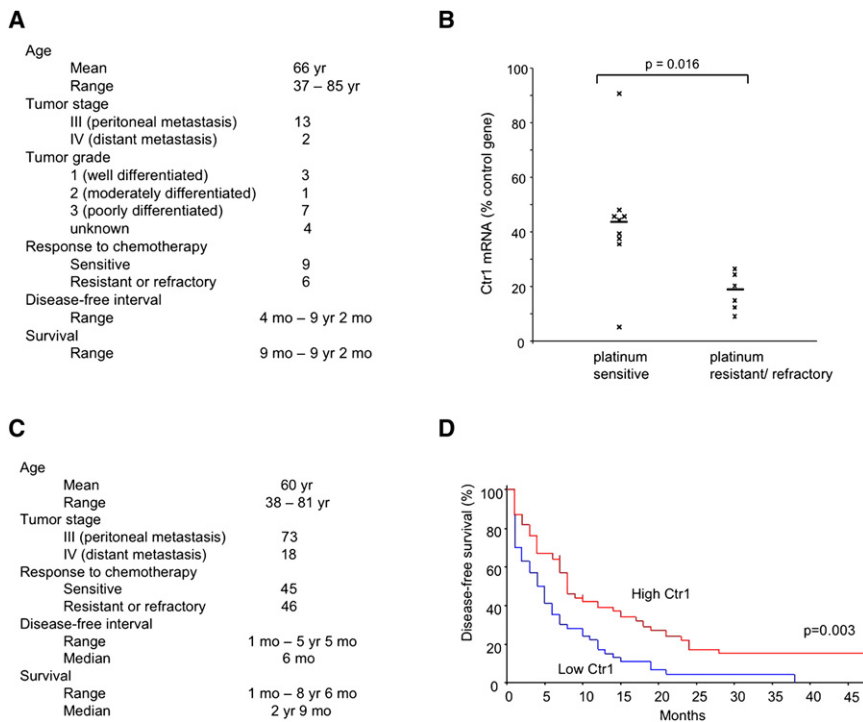 A
Age
Mean 66 yr
Range 37 – 85 yr
Tumor stage
III (peritoneal metastasis) 13
IV (distant metastasis) 2
Tumor grade
1 (well differentiated) 3
2 (moderately differentiated) 1
3 (poorly differentiated) 7
unknown 4
Response to chemotherapy
Sensitive 9
Resistant or refractory 6
Disease-free interval
Range 4 mo – 9 yr 2 mo
Survival
Range 9 mo – 9 yr 2 mo
B
p = 0.016
Ctr1 mRNA (% control gene)
100
80
60
40
20
0
platinum sensitive
platinum resistant/ refractory
C
Age
Mean 60 yr
Range 38 – 81 yr
Tumor stage
III (peritoneal metastasis) 73
IV (distant metastasis) 18
Response to chemotherapy
Sensitive 45
Resistant or refractory 46
Disease-free interval
Range 1 mo – 5 yr 5 mo
Median 6 mo
Survival
Range 1 mo – 8 yr 6 mo
Median 2 yr 9 mo
D
Disease-free survival (%)
100
80
60
40
20
0
High Ctr1
p=0.003
Low Ctr1
0 5 10 15 20 25 30 35 40 45
Months